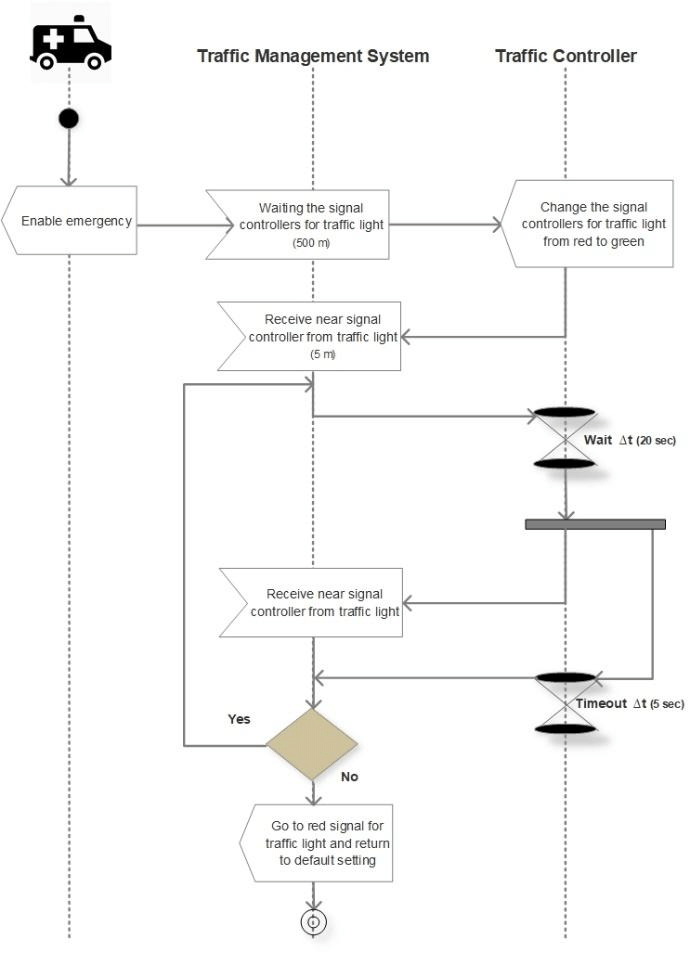 Traffic Management System
Traffic Controller
Enable emergency
Waiting the signal
controllers for traffic light
(500 m)
Change the signal
controllers for traffic light
from red to green
Receive near signal
controller from traffic light
(5 m)
Wait Δt (20 sec)
Receive near signal
controller from traffic light
Timeout Δt (5 sec)
Yes
No
Go to red signal for
traffic light and return
to default setting